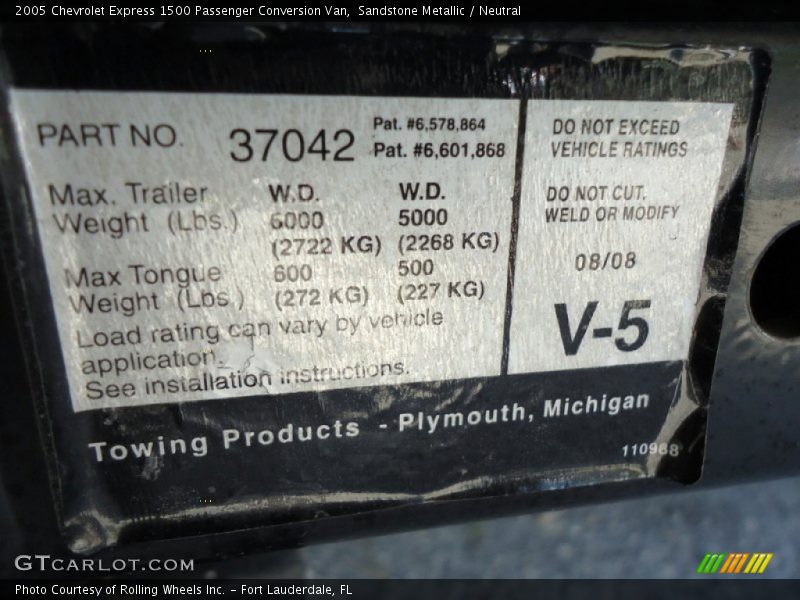 2005 Chevrolet Express 1500 Passenger Conversion Van, Sandstone Metallic / Neutral
PART NO. 37042 Pat. #6,578,864
Pat. #6,601,868
Max. Trailer W.D. W.D.
Weight (Lbs.) 6000 5000
(2722 KG) (2268 KG)
Max Tongue 600 500
Weight (Lbs.) (272 KG) (227 KG)
Load rating can vary by vehicle
application.
See installation instructions.
DO NOT EXCEED
VEHICLE RATINGS
DO NOT CUT,
WELD OR MODIFY
08/08
V-5
Towing Products - Plymouth, Michigan
110988
GTCARLOT.COM
Photo Courtesy of Rolling Wheels Inc. – Fort Lauderdale, FL